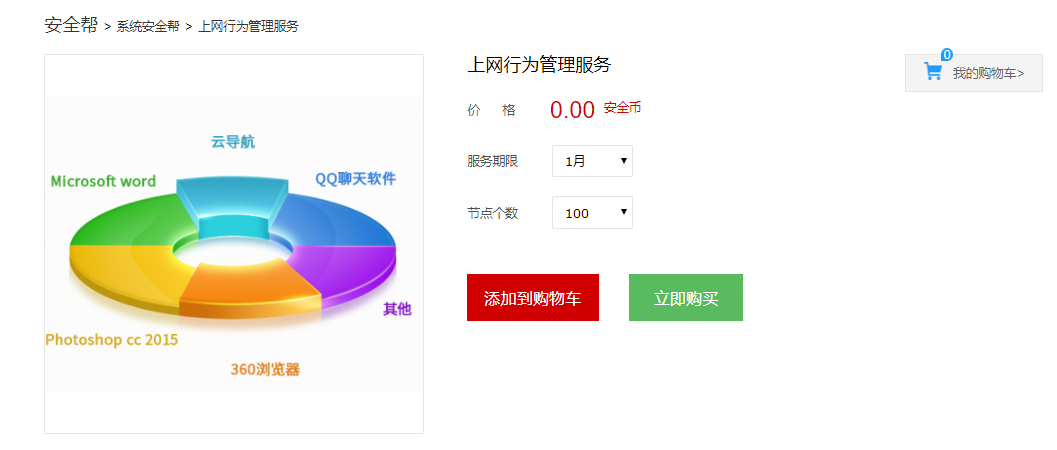 安全帮 > 系统安全帮 > 上网行为管理服务
上网行为管理服务
0
我的购物车>
价 格 0.00 安全币
服务期限 1月
节点个数 100
添加到购物车 立即购买
云导航
Microsoft word
QQ聊天软件
其他
Photoshop cc 2015
360浏览器